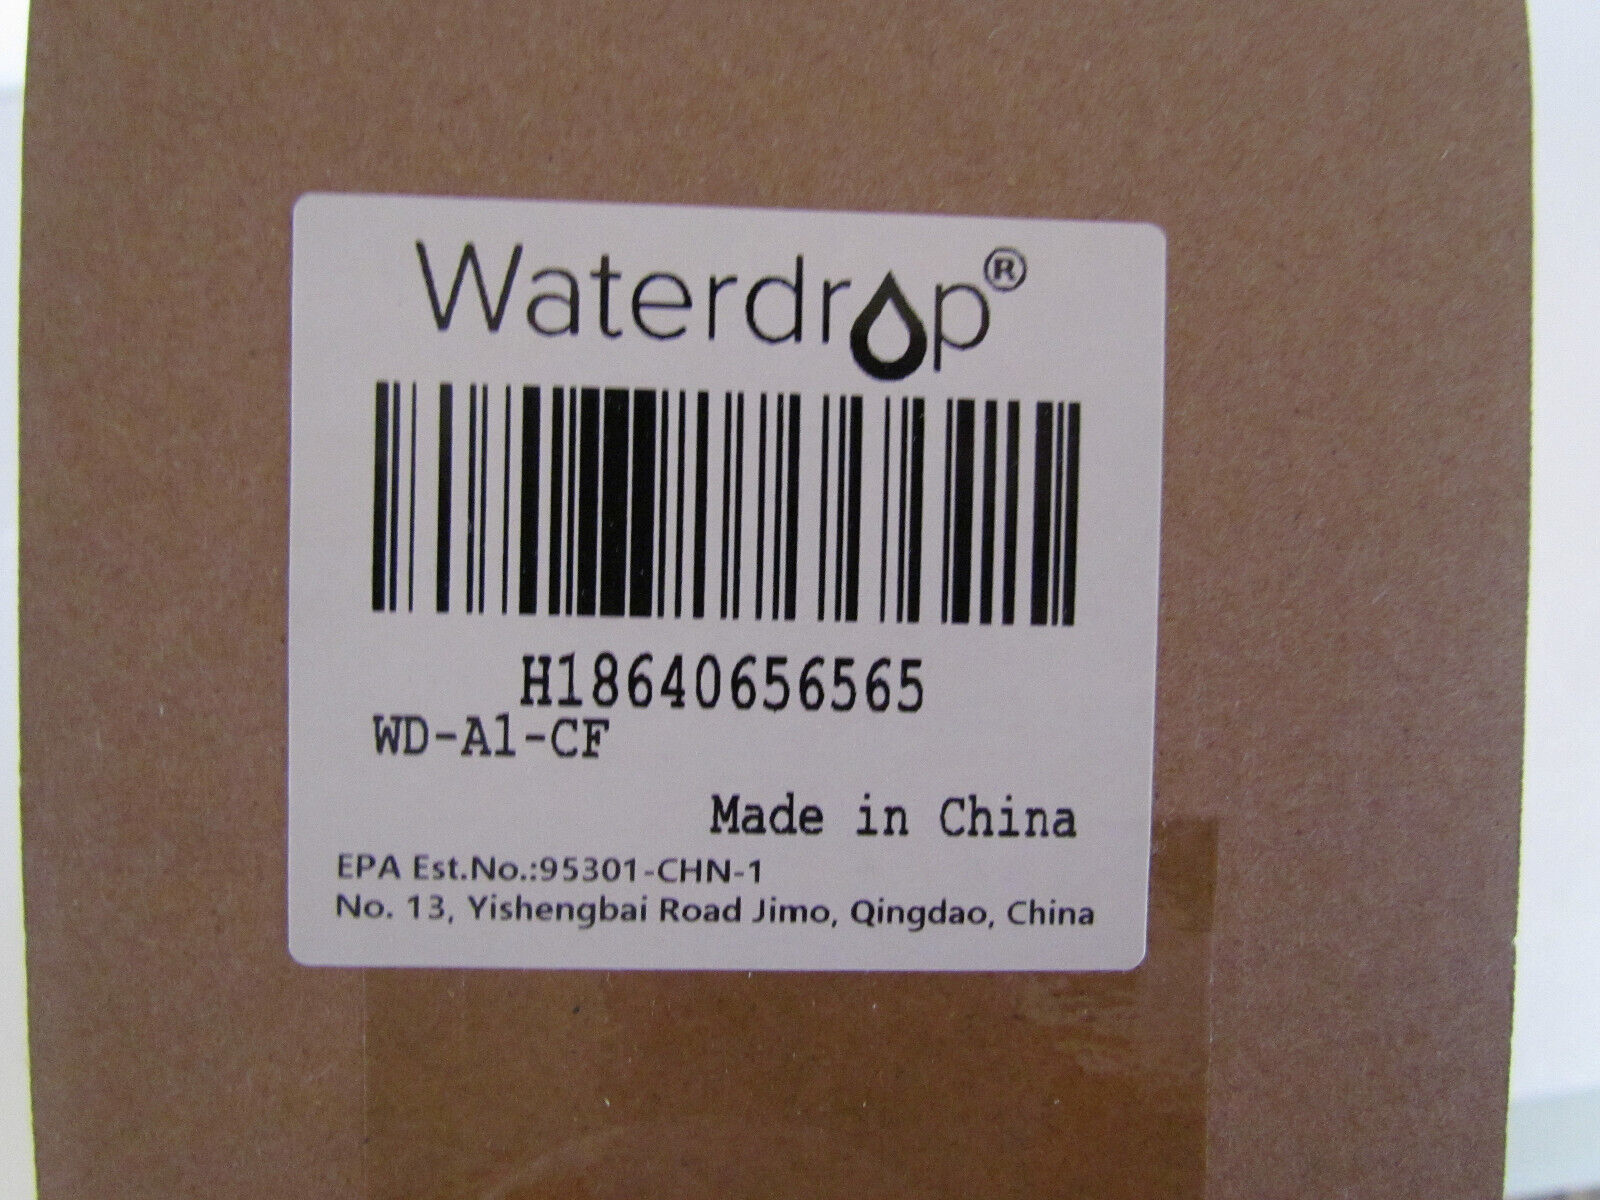 Waterdrop®
H18640656565
WD-A1-CF
Made in China
EPA Est.No.:95301-CHN-1
No. 13, Yishengbai Road Jimo, Qingdao, China